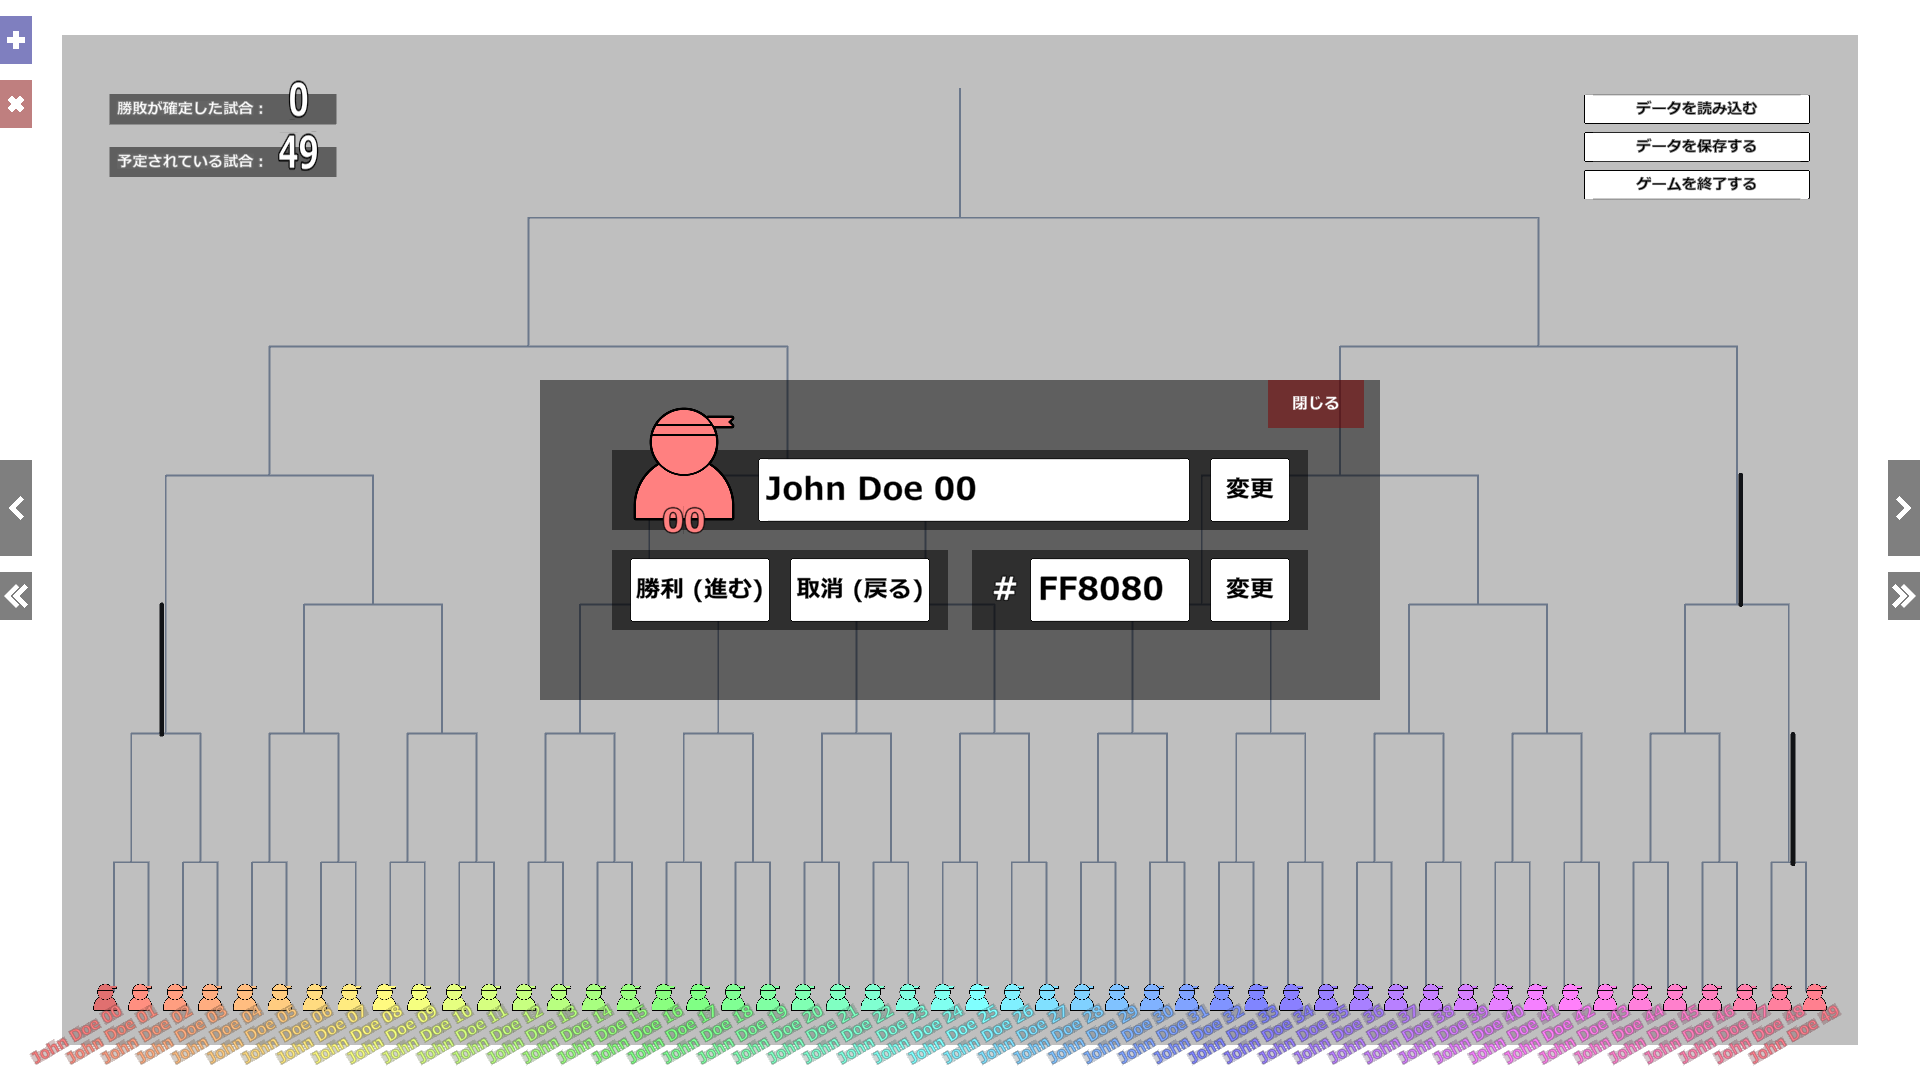 勝敗が確定した試合： 0
予定されている試合： 49
データを読み込む
データを保存する
ゲームを終了する
閉じる
00
John Doe 00
変更
勝利 (進む)
取消 (戻る)
# FF8080
変更
John Doe 00
John Doe 01
John Doe 02
John Doe 03
John Doe 04
John Doe 05
John Doe 06
John Doe 07
John Doe 08
John Doe 09
John Doe 10
John Doe 11
John Doe 12
John Doe 13
John Doe 14
John Doe 15
John Doe 16
John Doe 17
John Doe 18
John Doe 19
John Doe 20
John Doe 21
John Doe 22
John Doe 23
John Doe 24
John Doe 25
John Doe 26
John Doe 27
John Doe 28
John Doe 29
John Doe 30
John Doe 31
John Doe 32
John Doe 33
John Doe 34
John Doe 35
John Doe 36
John Doe 37
John Doe 38
John Doe 39
John Doe 40
John Doe 41
John Doe 42
John Doe 43
John Doe 44
John Doe 45
John Doe 46
John Doe 47
John Doe 48
John Doe 49